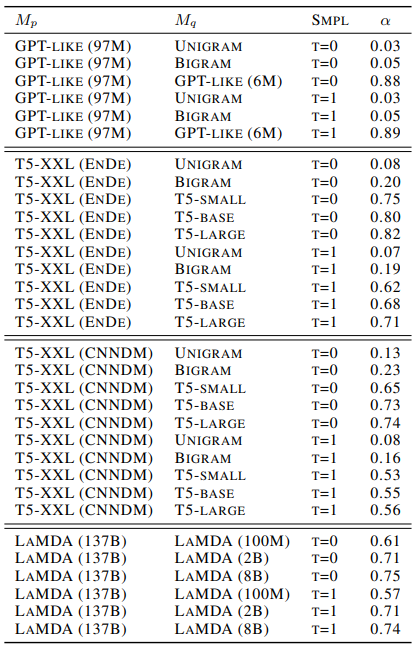 Mp Mq SMPL α
GPT-LIKE (97M) UNIGRAM T=0 0.03
GPT-LIKE (97M) BIGRAM T=0 0.05
GPT-LIKE (97M) GPT-LIKE (6M) T=0 0.88
GPT-LIKE (97M) UNIGRAM T=1 0.03
GPT-LIKE (97M) BIGRAM T=1 0.05
GPT-LIKE (97M) GPT-LIKE (6M) T=1 0.89
T5-XXL (ENDE) UNIGRAM T=0 0.08
T5-XXL (ENDE) BIGRAM T=0 0.20
T5-XXL (ENDE) T5-SMALL T=0 0.75
T5-XXL (ENDE) T5-BASE T=0 0.80
T5-XXL (ENDE) T5-LARGE T=0 0.82
T5-XXL (ENDE) UNIGRAM T=1 0.07
T5-XXL (ENDE) BIGRAM T=1 0.19
T5-XXL (ENDE) T5-SMALL T=1 0.62
T5-XXL (ENDE) T5-BASE T=1 0.68
T5-XXL (ENDE) T5-LARGE T=1 0.71
T5-XXL (CNNDM) UNIGRAM T=0 0.13
T5-XXL (CNNDM) BIGRAM T=0 0.23
T5-XXL (CNNDM) T5-SMALL T=0 0.65
T5-XXL (CNNDM) T5-BASE T=0 0.73
T5-XXL (CNNDM) T5-LARGE T=0 0.74
T5-XXL (CNNDM) UNIGRAM T=1 0.08
T5-XXL (CNNDM) BIGRAM T=1 0.16
T5-XXL (CNNDM) T5-SMALL T=1 0.53
T5-XXL (CNNDM) T5-BASE T=1 0.55
T5-XXL (CNNDM) T5-LARGE T=1 0.56
LAMDA (137B) LAMDA (100M) T=0 0.61
LAMDA (137B) LAMDA (2B) T=0 0.71
LAMDA (137B) LAMDA (8B) T=0 0.75
LAMDA (137B) LAMDA (100M) T=1 0.57
LAMDA (137B) LAMDA (2B) T=1 0.71
LAMDA (137B) LAMDA (8B) T=1 0.74